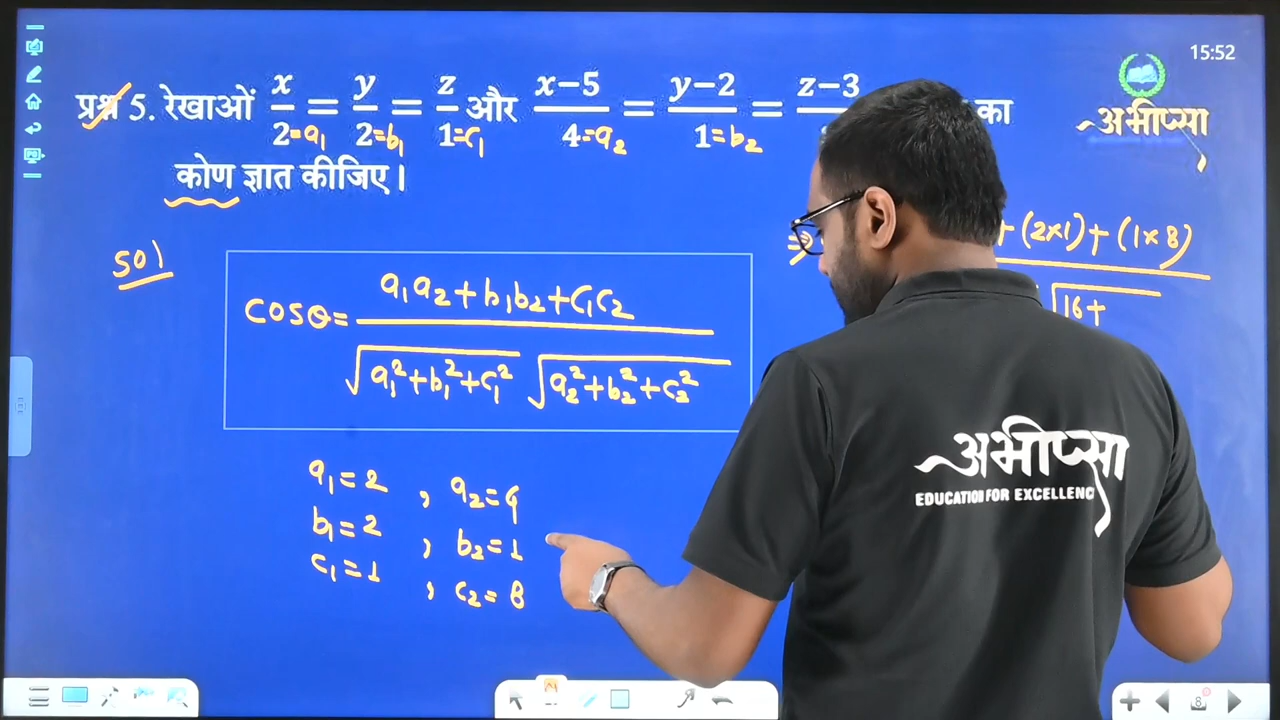 15:52
प्रश्न 5. रेखाओं x/2 = y/2 = z/1 और x−5/4 = y−2/1 = z−3 का
=a₁ =b₁ =c₁ =a₂ =b₂
कोण ज्ञात कीजिए।
अभीप्सा
sol
cosθ = a₁a₂+b₁b₂+c₁c₂ / √a₁²+b₁²+c₁² √a₂²+b₂²+c₂²
⇒ + (2×1) + (1×8)
√16+
a₁=2 , a₂=4
b₁=2 , b₂=1
c₁=1 , c₂=8
अभीप्सा
EDUCATION FOR EXCELLENC
8